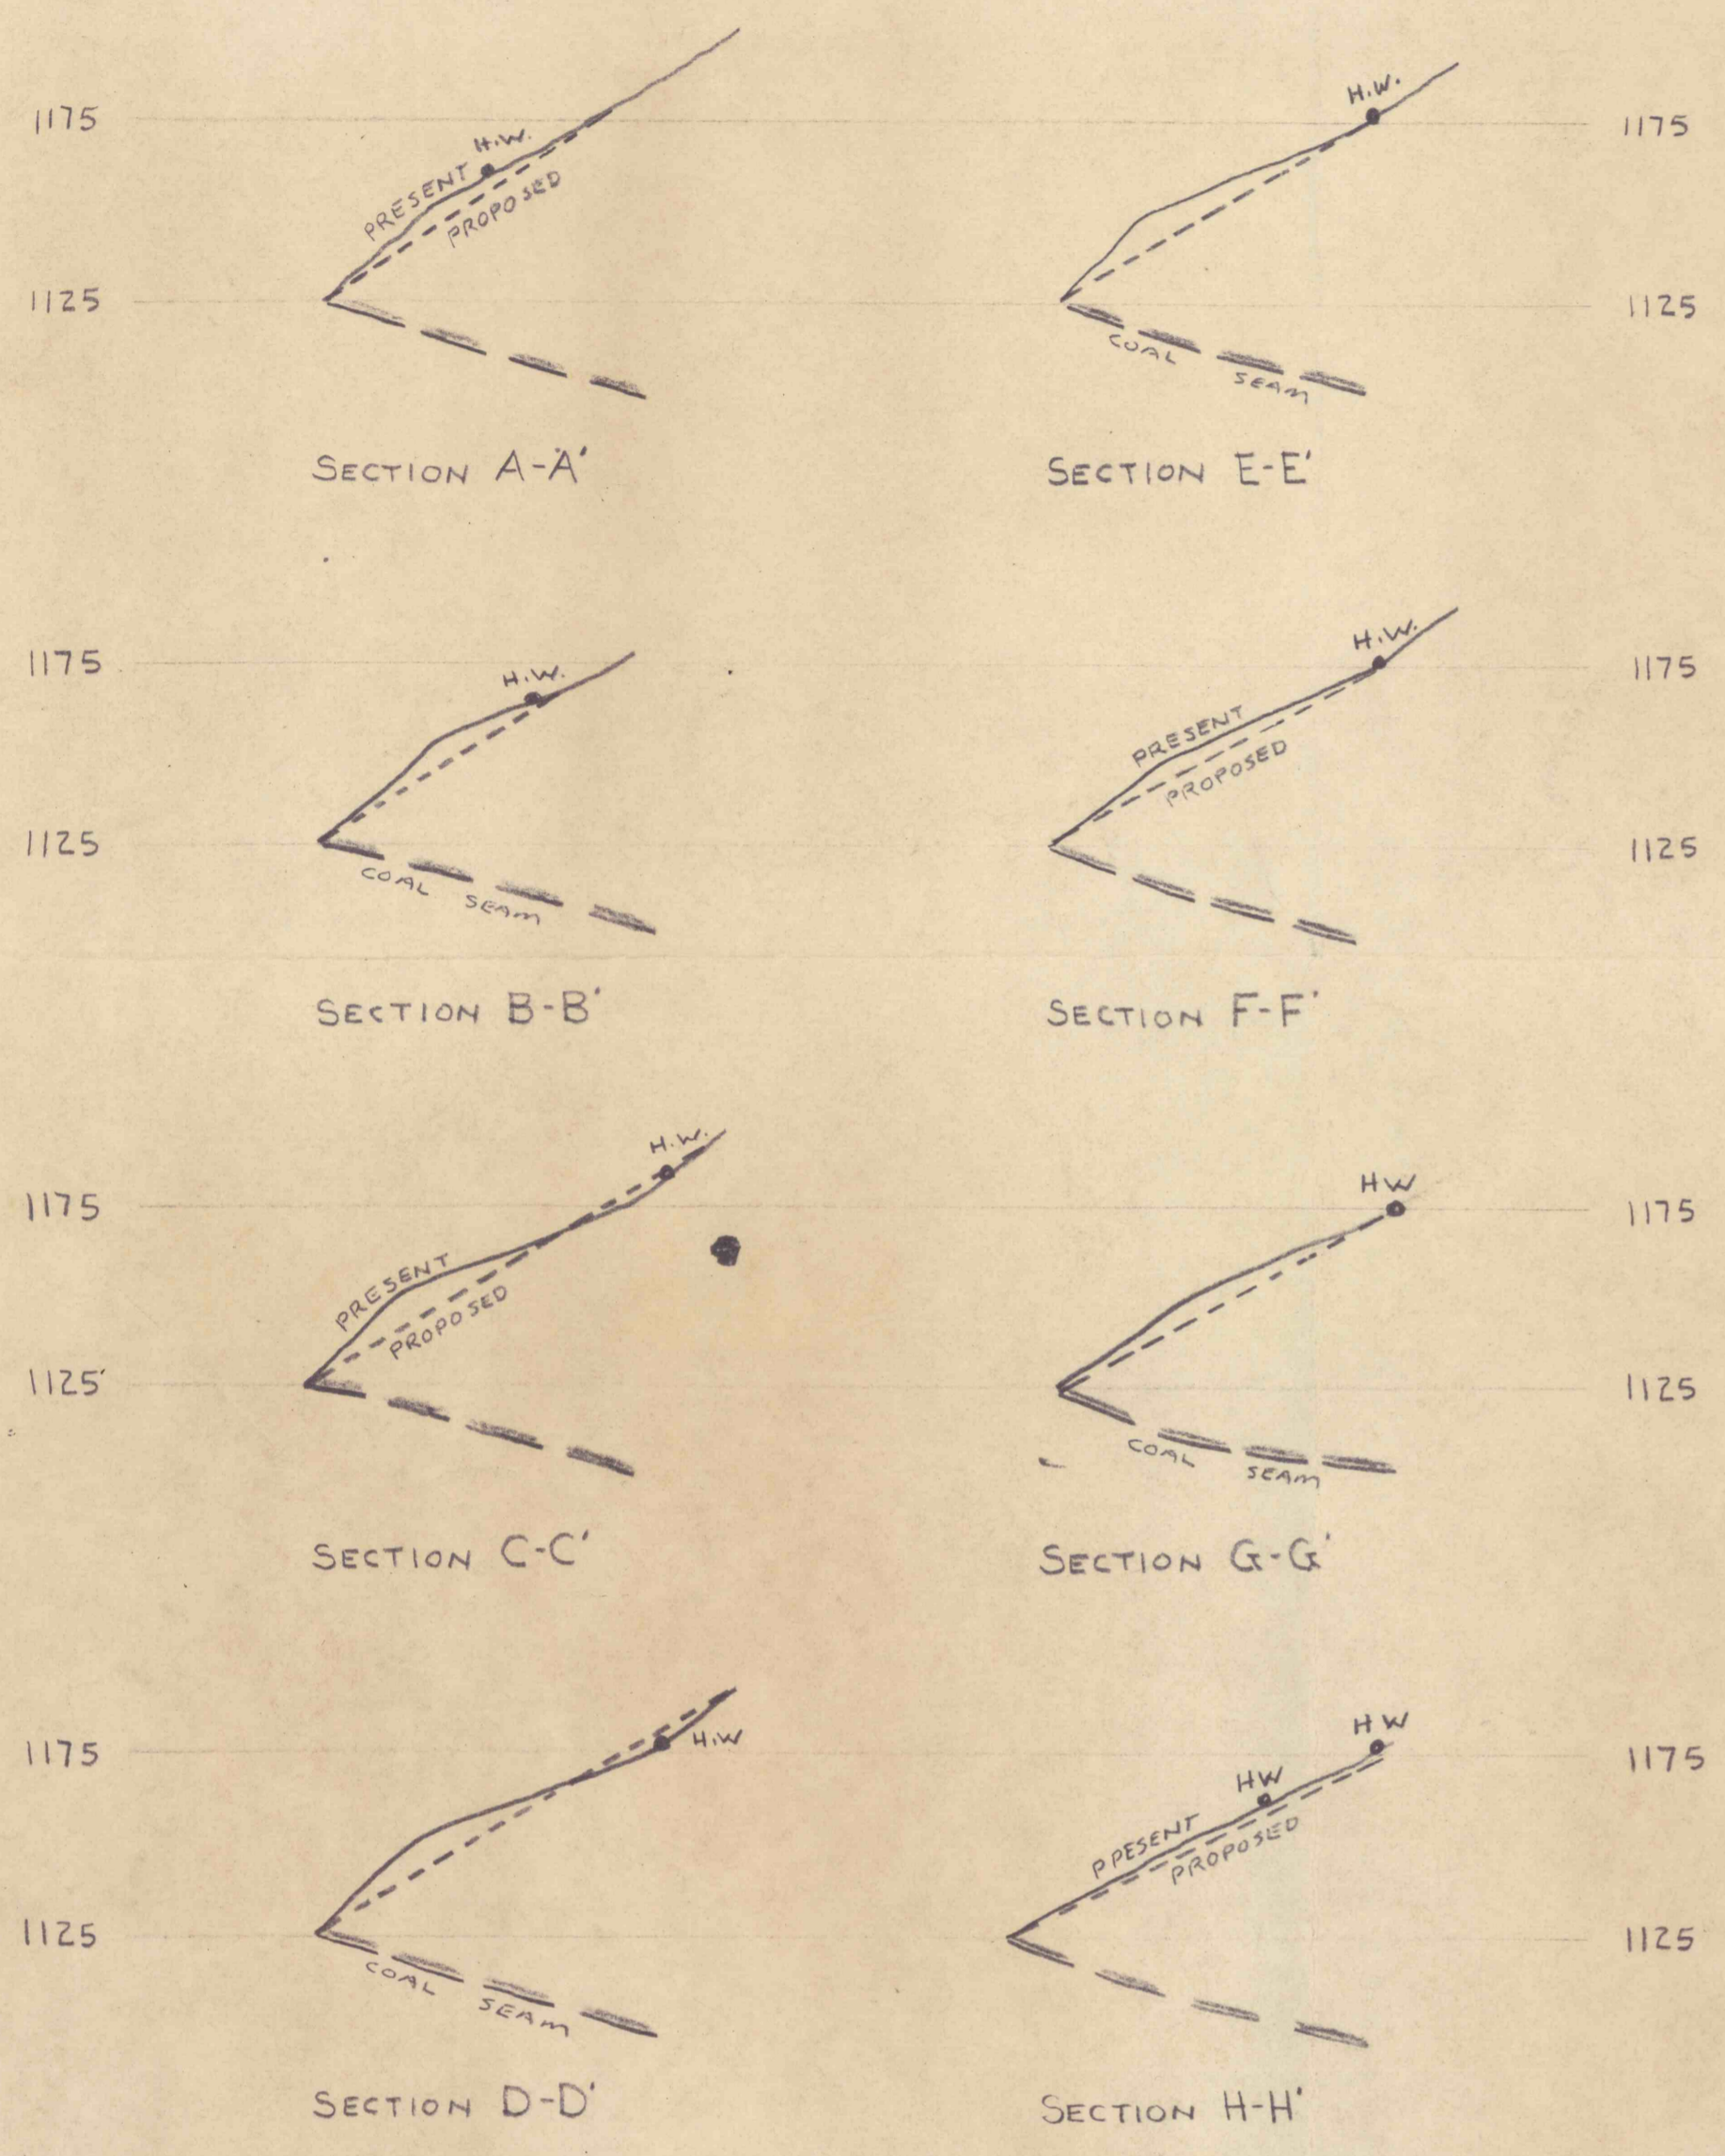 1175
H.W.
PRESENT
PROPOSED
1125
SECTION A-A'
H.W.
1175
1125
COAL SEAM
SECTION E-E'
1175
H.W.
1125
COAL SEAM
SECTION B-B'
H.W.
1175
PRESENT
PROPOSED
1125
SECTION F-F'
H.W.
1175
PRESENT
PROPOSED
1125'
SECTION C-C'
HW
1175
1125
COAL SEAM
SECTION G-G'
1175
H.W
1125
COAL SEAM
SECTION D-D'
HW
1175
HW
PPESENT
PROPOSED
1125
SECTION H-H'